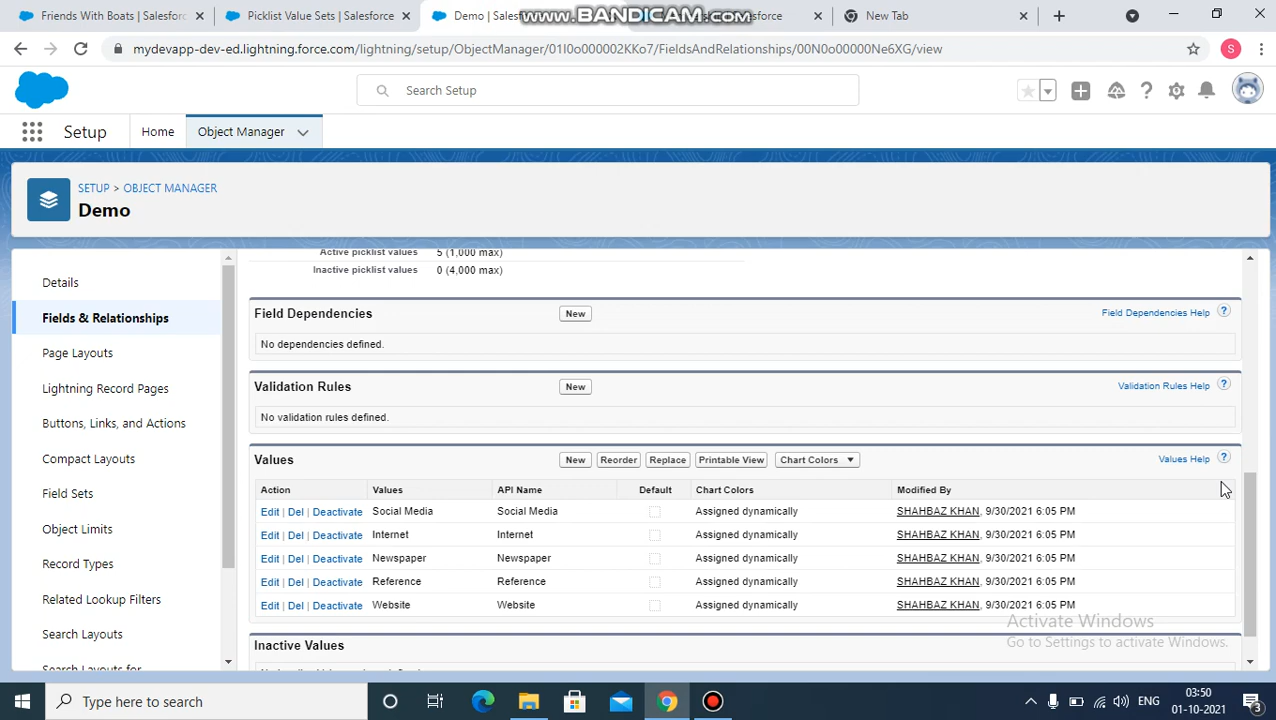 Friends With Boats | Salesforc
Picklist Value Sets | Salesforce
Demo | Sales
www.BANDICAM.com
sforce
New Tab
mydevapp-dev-ed.lightning.force.com/lightning/setup/ObjectManager/01I0o000002KKo7/FieldsAndRelationships/00N0o00000Ne6XG/view
S
Search Setup
Setup
Home
Object Manager
SETUP > OBJECT MANAGER
Demo
Details
Fields & Relationships
Page Layouts
Lightning Record Pages
Buttons, Links, and Actions
Compact Layouts
Field Sets
Object Limits
Record Types
Related Lookup Filters
Search Layouts
Search Layouts for
Active picklist values 5 (1,000 max)
Inactive picklist values 0 (4,000 max)
Field Dependencies New Field Dependencies Help ?
No dependencies defined.
Validation Rules New Validation Rules Help ?
No validation rules defined.
Values New Reorder Replace Printable View Chart Colors Values Help ?
Action Values API Name Default Chart Colors Modified By
Edit | Del | Deactivate Social Media Social Media Assigned dynamically SHAHBAZ KHAN, 9/30/2021 6:05 PM
Edit | Del | Deactivate Internet Internet Assigned dynamically SHAHBAZ KHAN, 9/30/2021 6:05 PM
Edit | Del | Deactivate Newspaper Newspaper Assigned dynamically SHAHBAZ KHAN, 9/30/2021 6:05 PM
Edit | Del | Deactivate Reference Reference Assigned dynamically SHAHBAZ KHAN, 9/30/2021 6:05 PM
Edit | Del | Deactivate Website Website Assigned dynamically SHAHBAZ KHAN, 9/30/2021 6:05 PM
Inactive Values
Activate Windows
Go to Settings to activate Windows.
Type here to search
ENG
03:50
01-10-2021
3